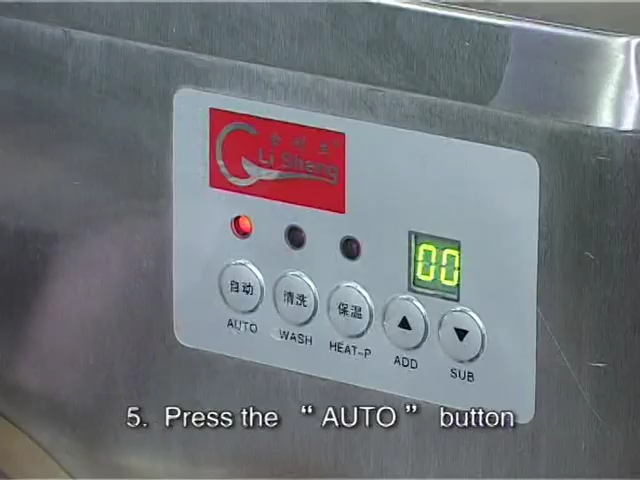 Li Sheng
00
自动 清洗 保温 ▲ ▼
AUTO WASH HEAT-P ADD SUB
5. Press the “ AUTO ” button